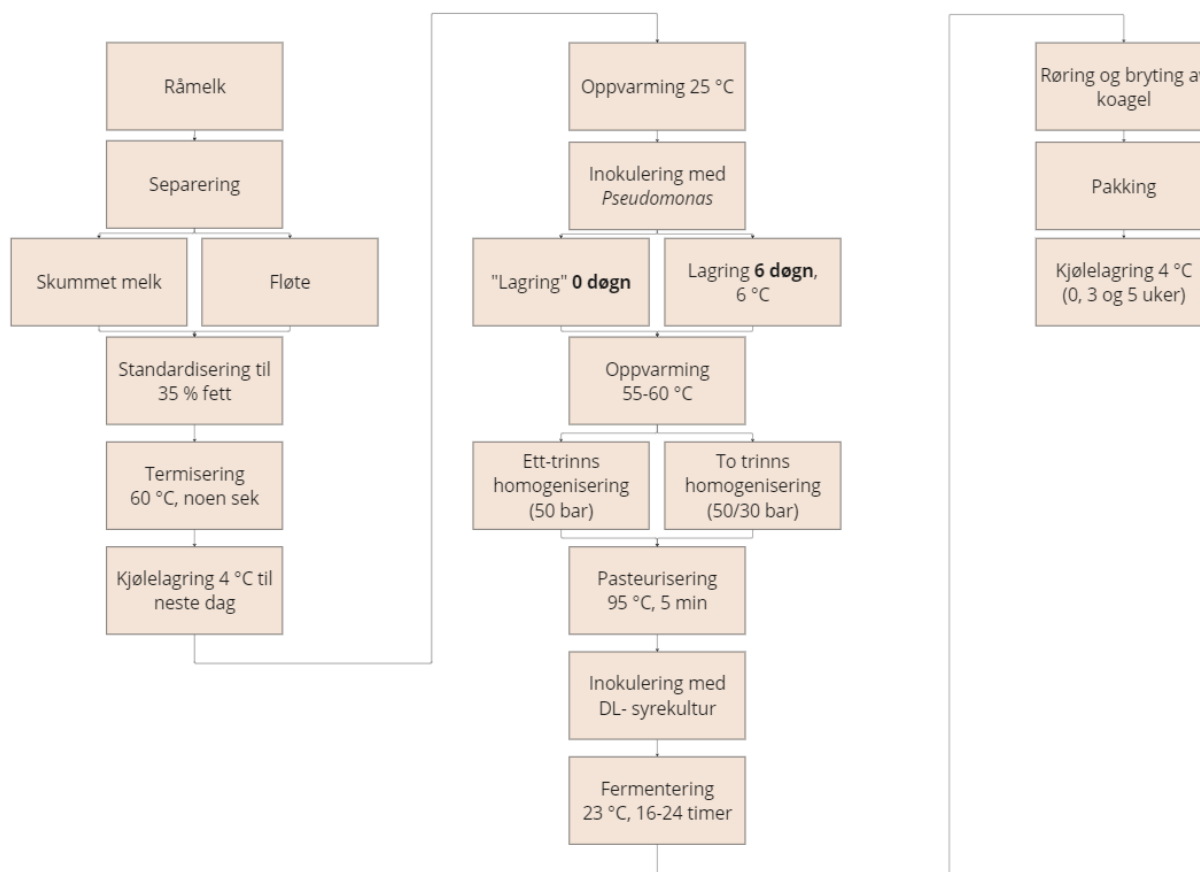 Råmelk
Separering
Skummet melk
Fløte
Standardisering til
35 % fett
Termisering
60 °C, noen sek
Kjølelagring 4 °C til
neste dag
Oppvarming 25 °C
Inokulering med
Pseudomonas
"Lagring" 0 døgn
Lagring 6 døgn,
6 °C
Oppvarming
55-60 °C
Ett-trinns
homogenisering
(50 bar)
To trinns
homogenisering
(50/30 bar)
Pasteurisering
95 °C, 5 min
Inokulering med
DL- syrekultur
Fermentering
23 °C, 16-24 timer
Røring og bryting av
koagel
Pakking
Kjølelagring 4 °C
(0, 3 og 5 uker)